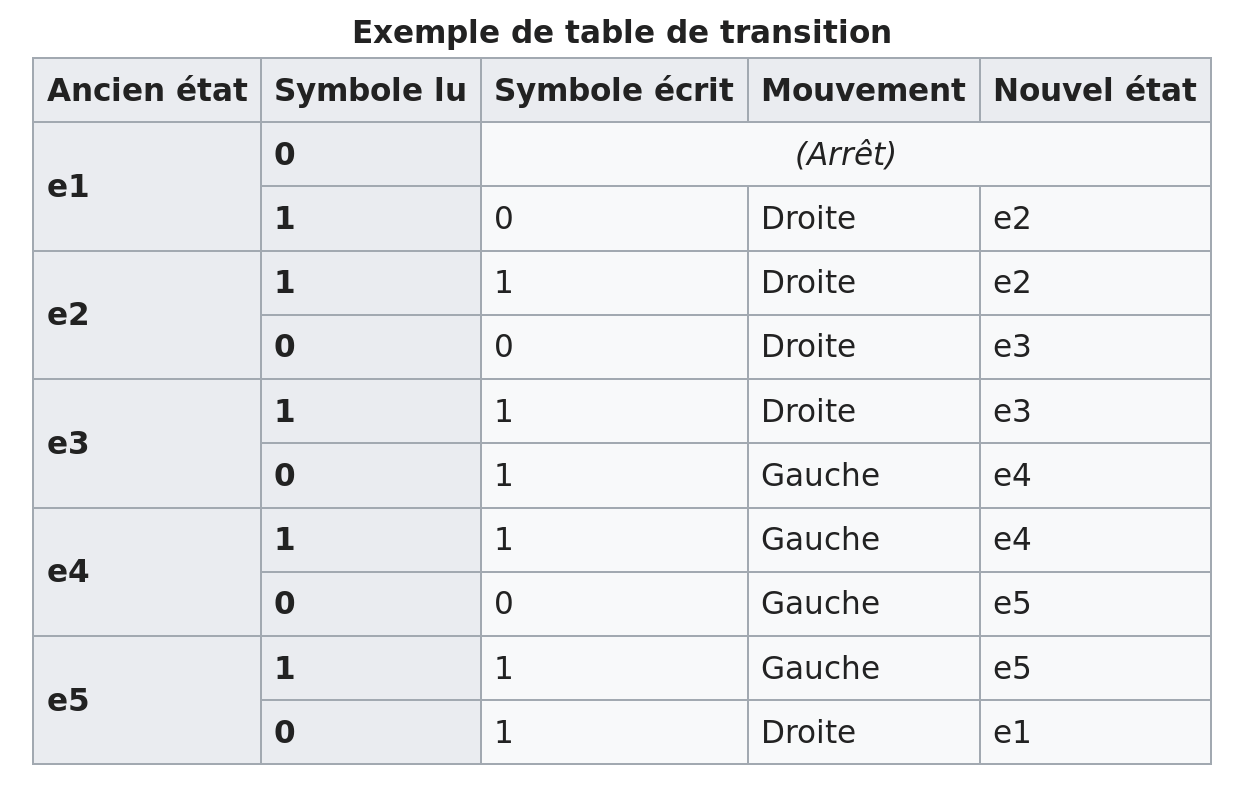 Exemple de table de transition
Ancien état Symbole lu Symbole écrit Mouvement Nouvel état
e1 0 (Arrêt)
1 0 Droite e2
e2 1 1 Droite e2
0 0 Droite e3
e3 1 1 Droite e3
0 1 Gauche e4
e4 1 1 Gauche e4
0 0 Gauche e5
e5 1 1 Gauche e5
0 1 Droite e1